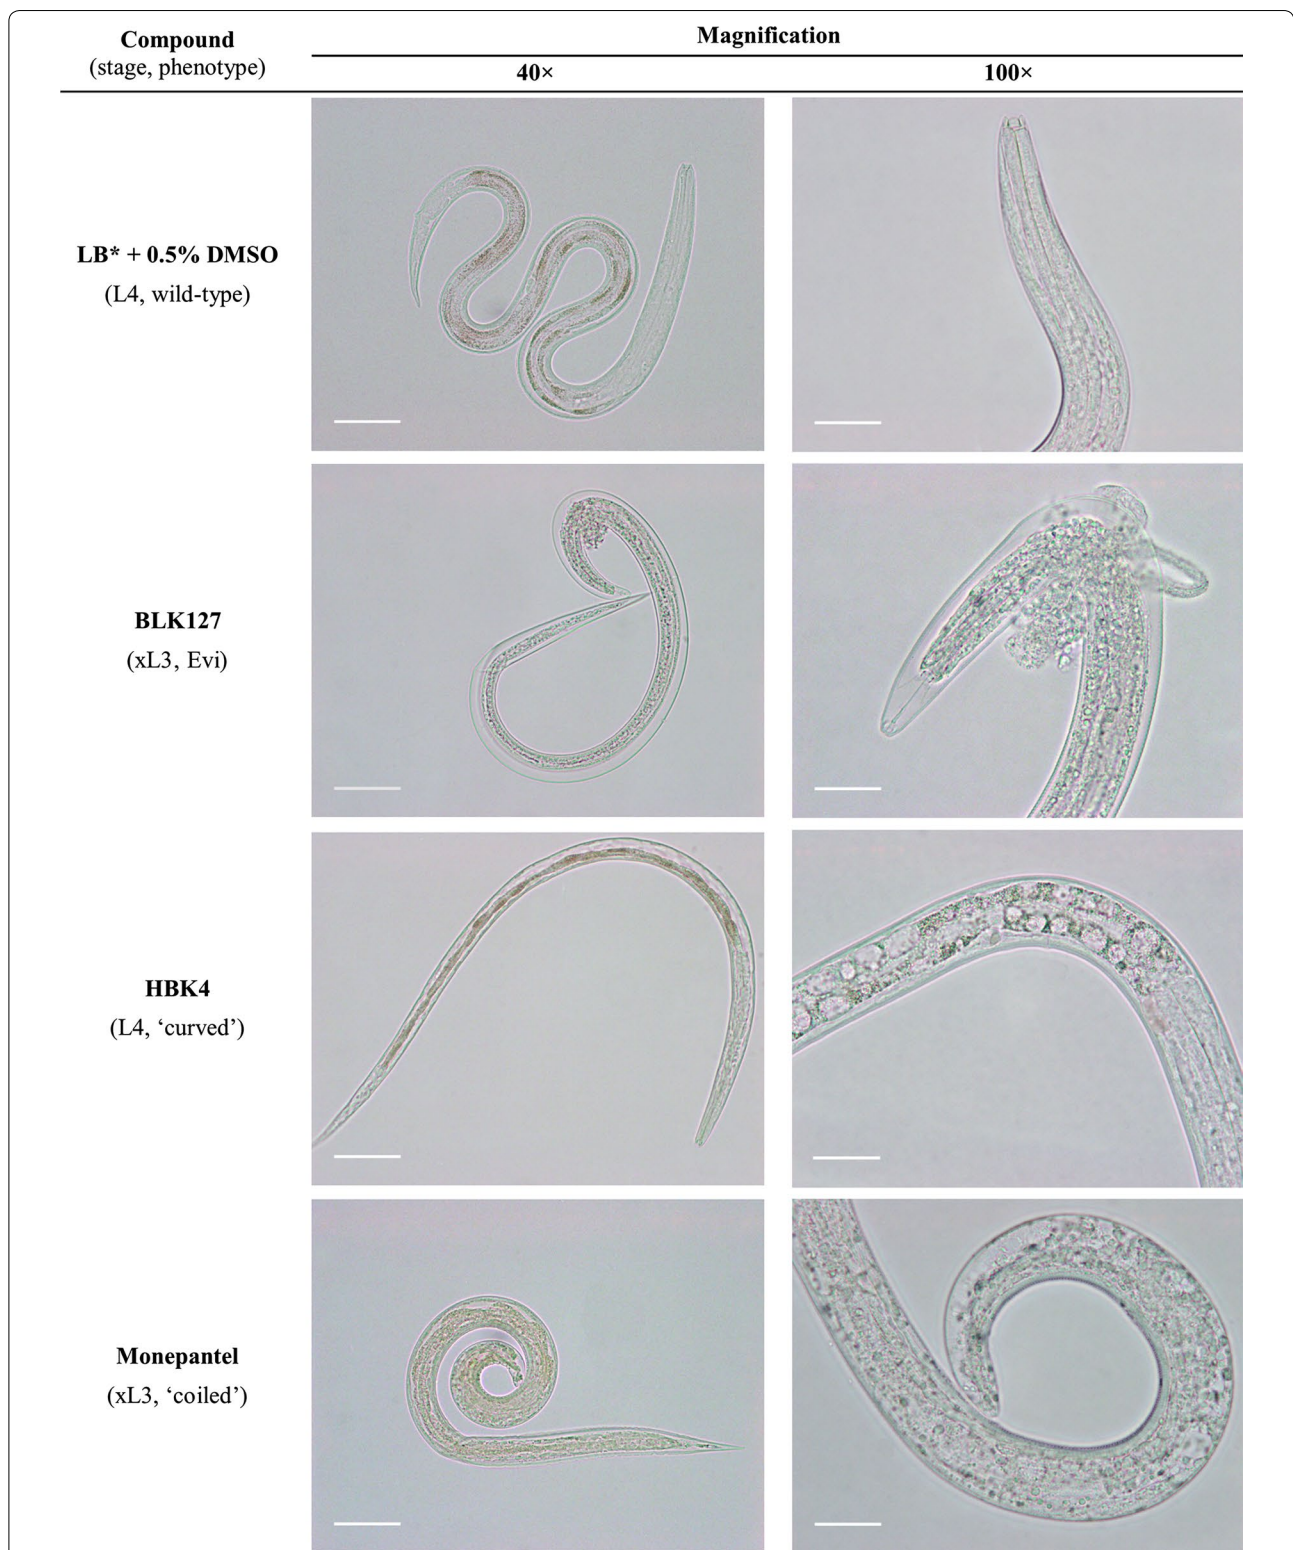 Compound
(stage, phenotype)
Magnification
40×
100×
LB* + 0.5% DMSO
(L4, wild-type)
BLK127
(xL3, Evi)
HBK4
(L4, ‘curved’)
Monepantel
(xL3, ‘coiled’)